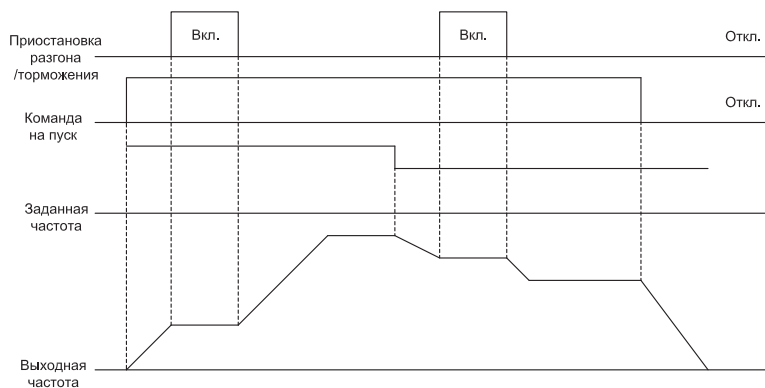 Вкл.
Вкл.
Откл.
Приостановка
разгона
/торможения
Откл.
Команда
на пуск
Заданная
частота
Выходная
частота